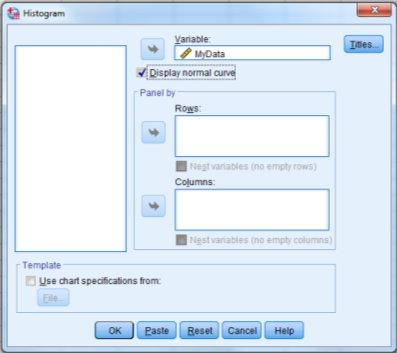 Histogram
Variable:
MyData
Titles...
Display normal curve
Panel by
Rows:
Nest variables (no empty rows)
Columns:
Nest variables (no empty columns)
Template
Use chart specifications from:
File...
OK Paste Reset Cancel Help